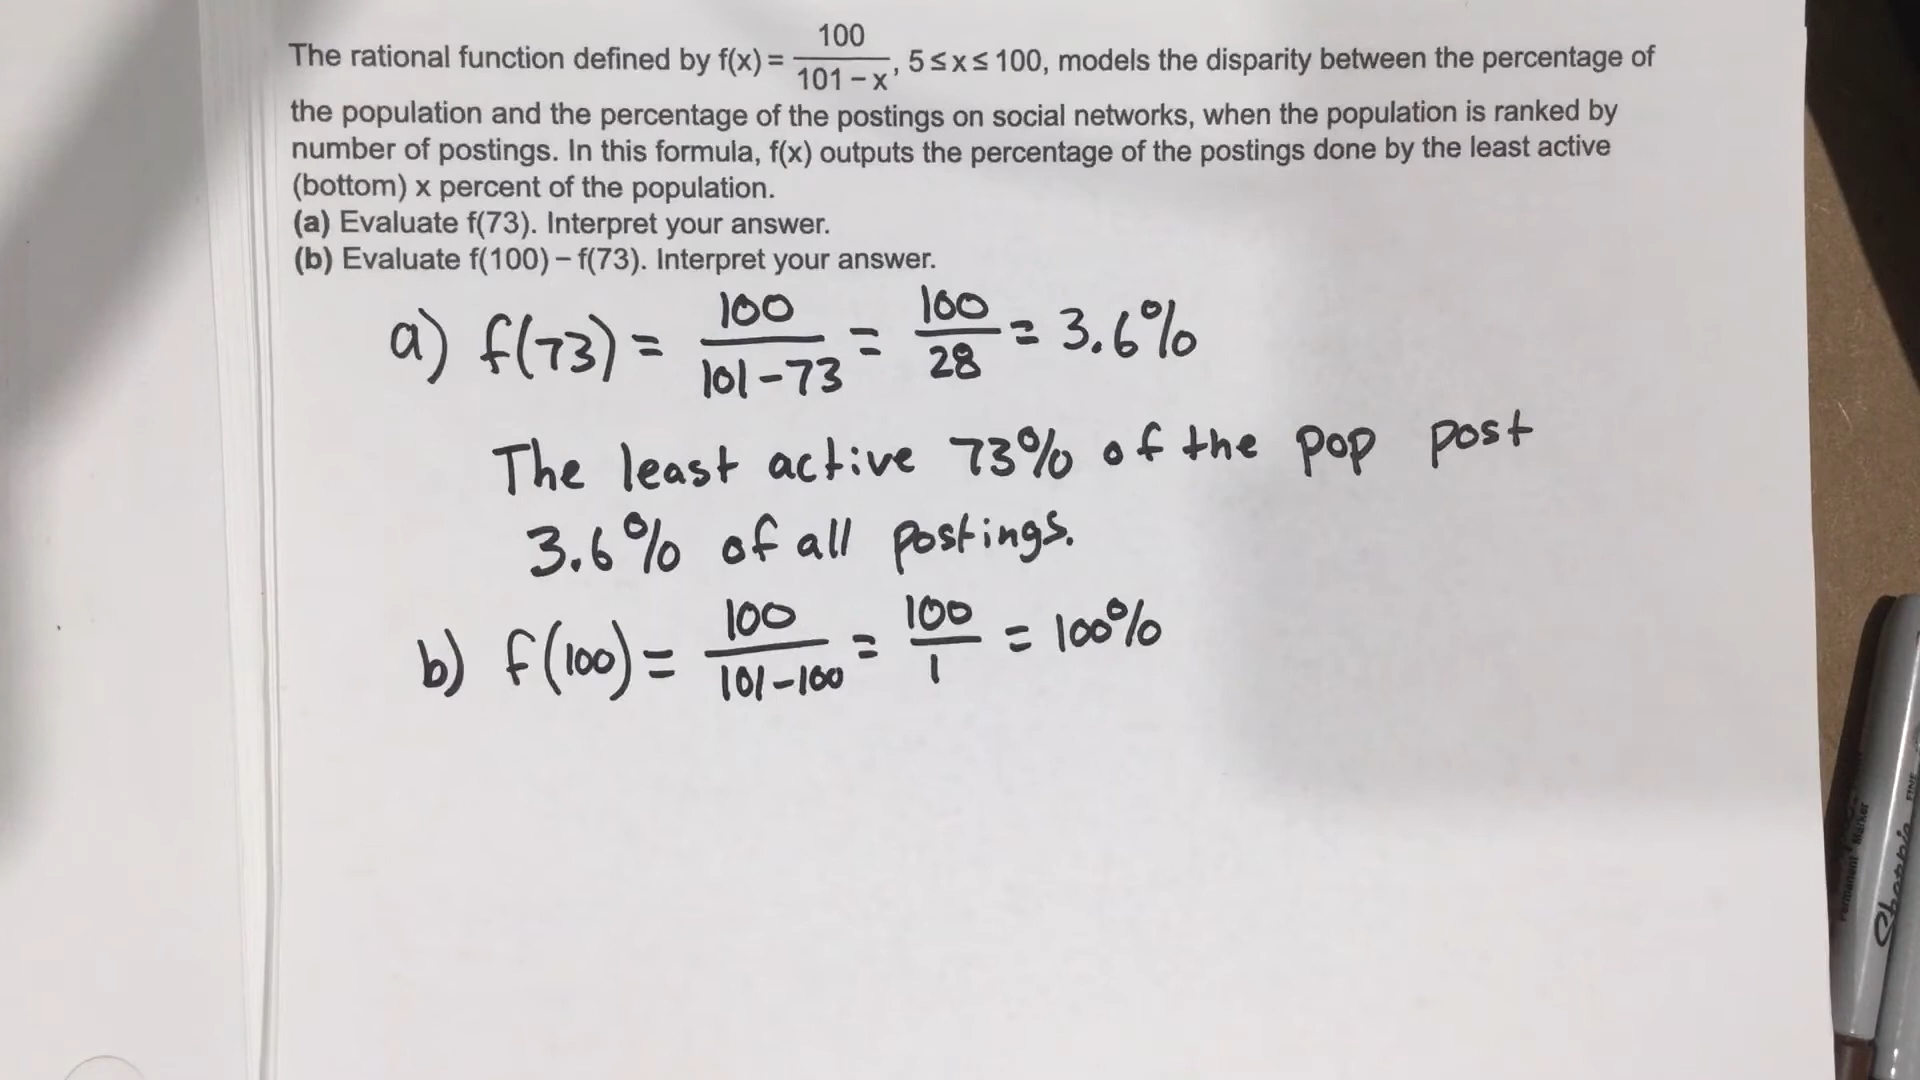 The rational function defined by f(x) = 100/(101 − x), 5 ≤ x ≤ 100, models the disparity between the percentage of
the population and the percentage of the postings on social networks, when the population is ranked by
number of postings. In this formula, f(x) outputs the percentage of the postings done by the least active
(bottom) x percent of the population.
(a) Evaluate f(73). Interpret your answer.
(b) Evaluate f(100) − f(73). Interpret your answer.
a) f(73) = 100/(101 − 73) = 100/28 = 3.6%
The least active 73% of the pop post
3.6% of all postings.
b) f(100) = 100/(101 − 100) = 100/1 = 100%
Permanent Marker
Sharpie
FINE